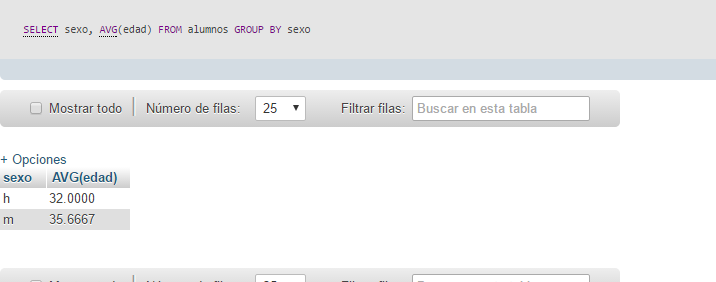 SELECT sexo, AVG(edad) FROM alumnos GROUP BY sexo
Mostrar todo Número de filas: 25 Filtrar filas: Buscar en esta tabla
+ Opciones
sexo AVG(edad)
h 32.0000
m 35.6667